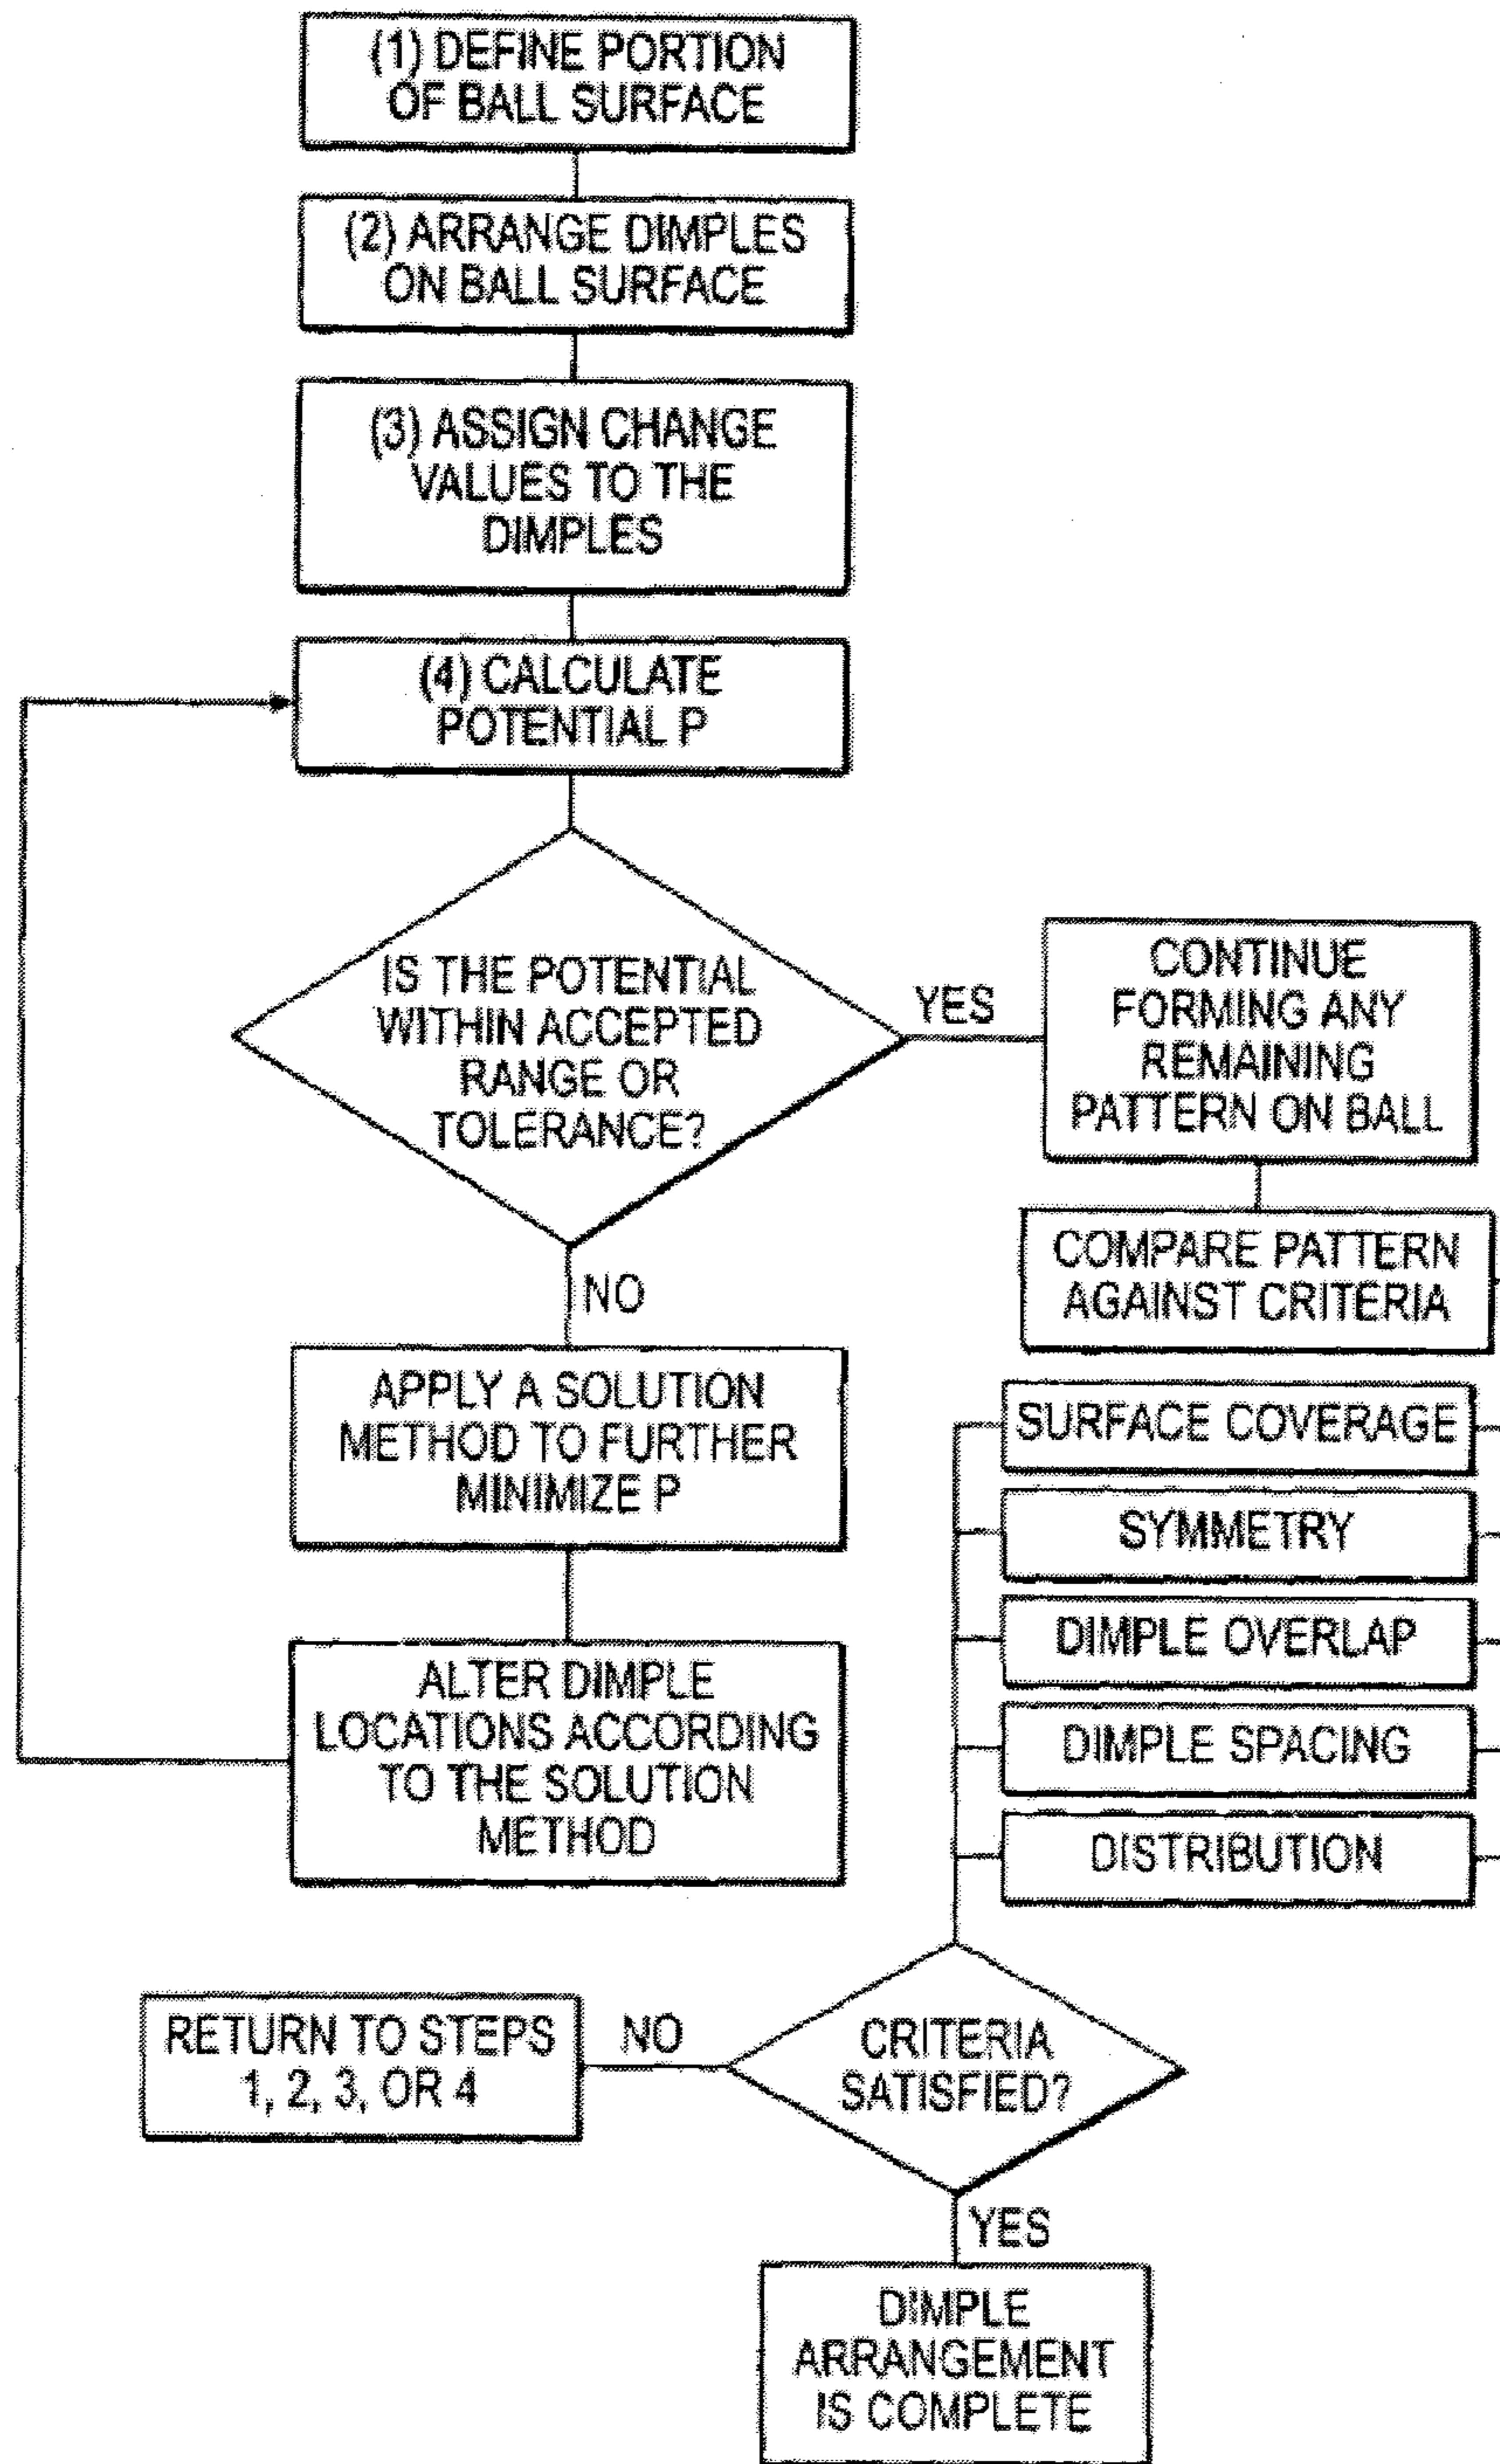 (1) DEFINE PORTION
OF BALL SURFACE
(2) ARRANGE DIMPLES
ON BALL SURFACE
(3) ASSIGN CHANGE
VALUES TO THE
DIMPLES
(4) CALCULATE
POTENTIAL P
IS THE POTENTIAL
WITHIN ACCEPTED
RANGE OR
TOLERANCE?
YES
CONTINUE
FORMING ANY
REMAINING
PATTERN ON BALL
COMPARE PATTERN
AGAINST CRITERIA
NO
APPLY A SOLUTION
METHOD TO FURTHER
MINIMIZE P
ALTER DIMPLE
LOCATIONS ACCORDING
TO THE SOLUTION
METHOD
SURFACE COVERAGE
SYMMETRY
DIMPLE OVERLAP
DIMPLE SPACING
DISTRIBUTION
CRITERIA
SATISFIED?
NO
RETURN TO STEPS
1, 2, 3, OR 4
YES
DIMPLE
ARRANGEMENT
IS COMPLETE